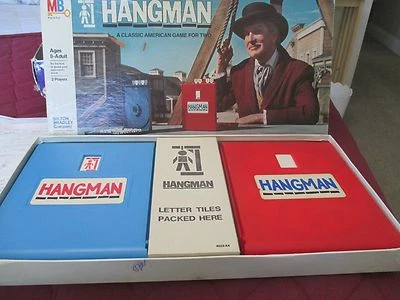 MB
HANGMAN
A CLASSIC AMERICAN GAME FOR TWO
Ages
8-Adult
2 Players
MILTON
BRADLEY
Company
HANGMAN
HANGMAN
HANGMAN
HANGMAN
LETTER TILES
PACKED HERE